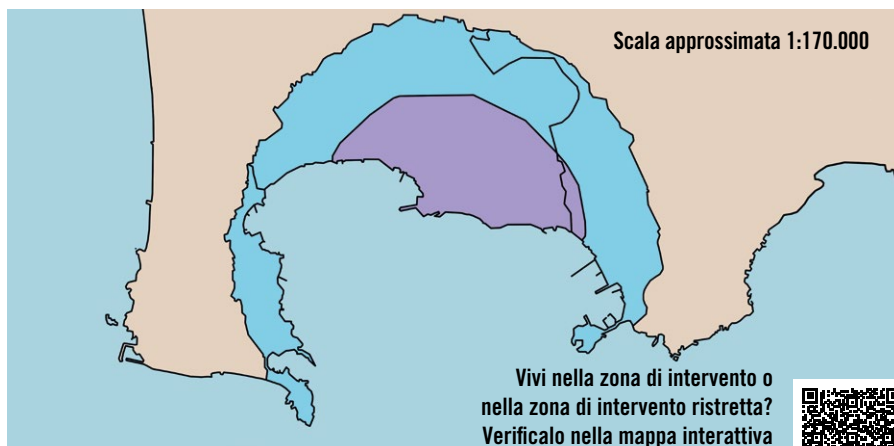 Scala approssimata 1:170.000
Vivi nella zona di intervento o
nella zona di intervento ristretta?
Verificalo nella mappa interattiva